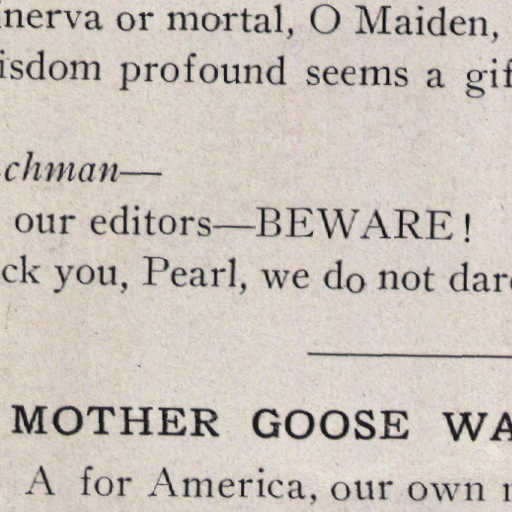 nerva or mortal, O Maiden,
isdom profound seems a gif
chman—
our editors—BEWARE!
ck you, Pearl, we do not dar
MOTHER GOOSE WA
A for America, our own